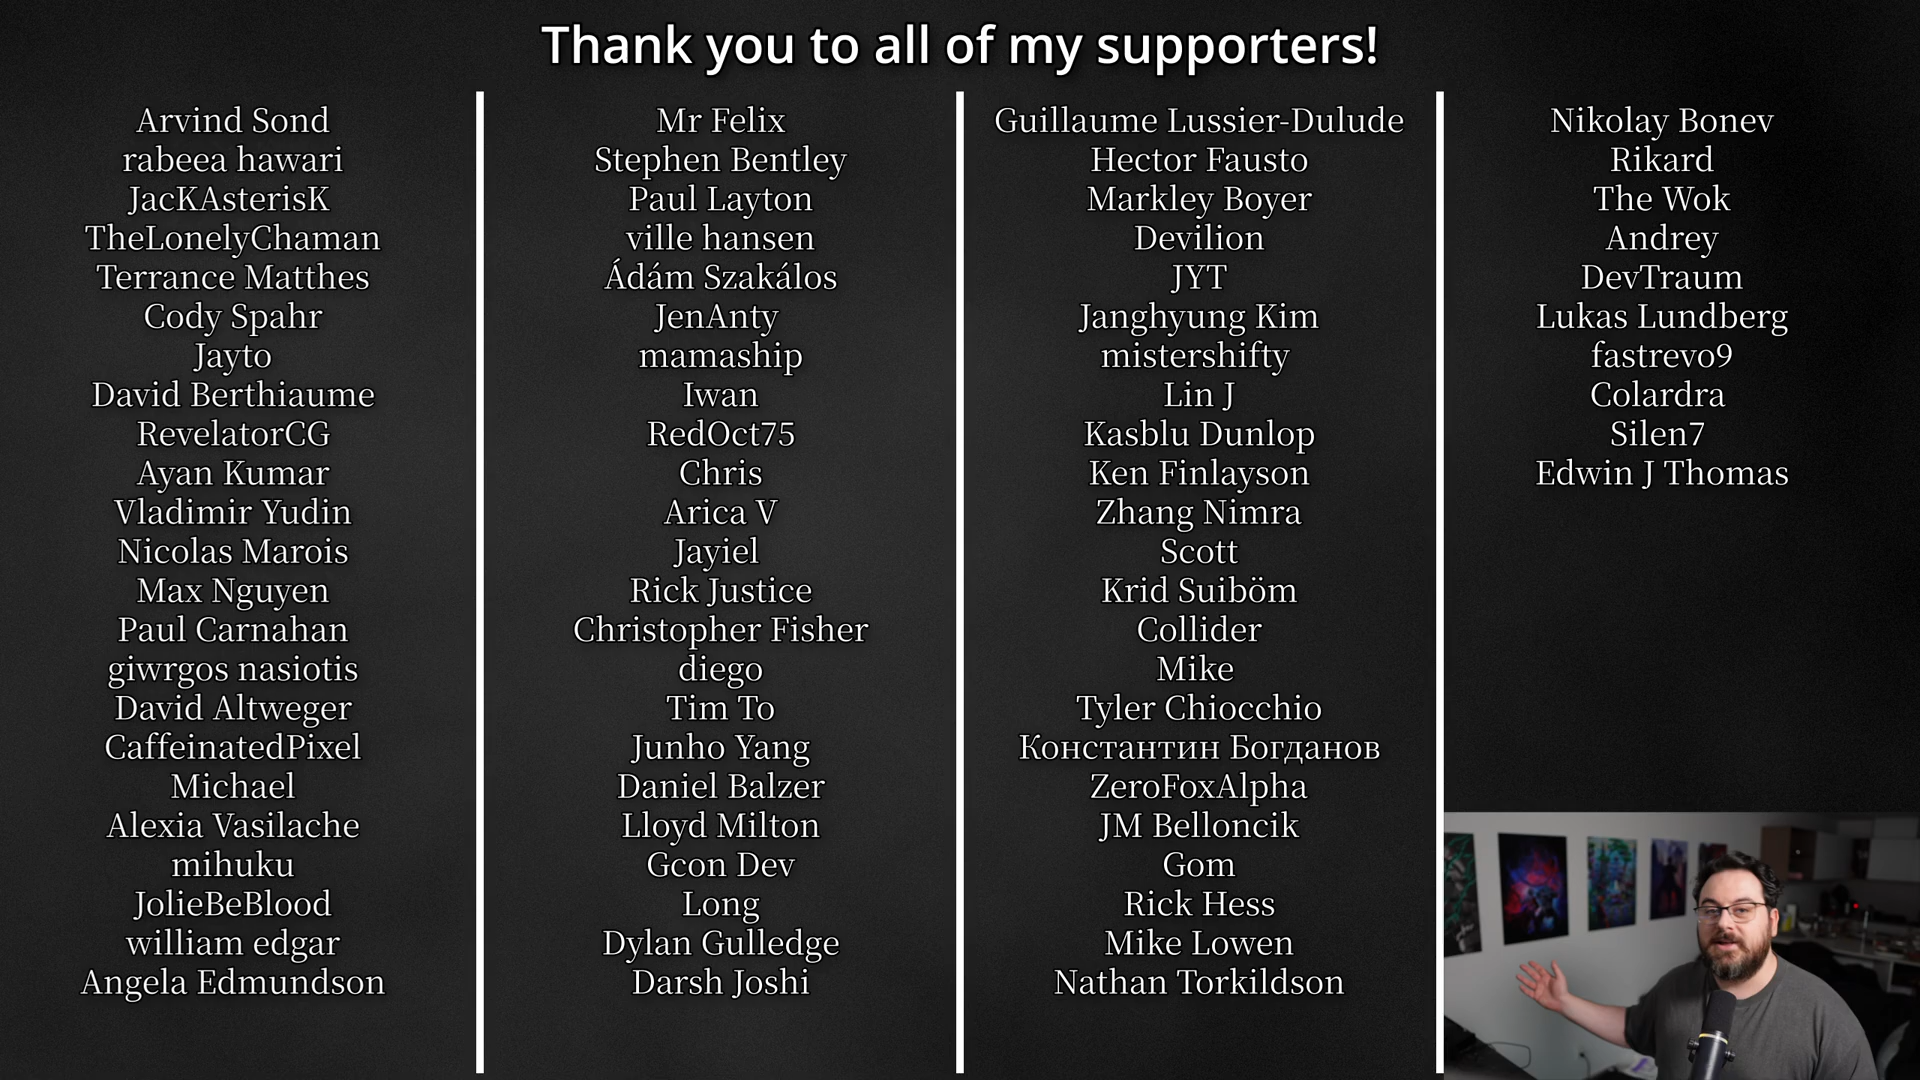 Thank you to all of my supporters!
Arvind Sond
rabeea hawari
JacKAsterisK
TheLonelyChaman
Terrance Matthes
Cody Spahr
Jayto
David Berthiaume
RevelatorCG
Ayan Kumar
Vladimir Yudin
Nicolas Marois
Max Nguyen
Paul Carnahan
giwrgos nasiotis
David Altweger
CaffeinatedPixel
Michael
Alexia Vasilache
mihuku
JolieBeBlood
william edgar
Angela Edmundson
Mr Felix
Stephen Bentley
Paul Layton
ville hansen
Ádám Szakálos
JenAnty
mamaship
Iwan
RedOct75
Chris
Arica V
Jayiel
Rick Justice
Christopher Fisher
diego
Tim To
Junho Yang
Daniel Balzer
Lloyd Milton
Gcon Dev
Long
Dylan Gulledge
Darsh Joshi
Guillaume Lussier-Dulude
Hector Fausto
Markley Boyer
Devilion
JYT
Janghyung Kim
mistershifty
Lin J
Kasblu Dunlop
Ken Finlayson
Zhang Nimra
Scott
Krid Suiböm
Collider
Mike
Tyler Chiocchio
Константин Богданов
ZeroFoxAlpha
JM Belloncik
Gom
Rick Hess
Mike Lowen
Nathan Torkildson
Nikolay Bonev
Rikard
The Wok
Andrey
DevTraum
Lukas Lundberg
fastrevo9
Colardra
Silen7
Edwin J Thomas